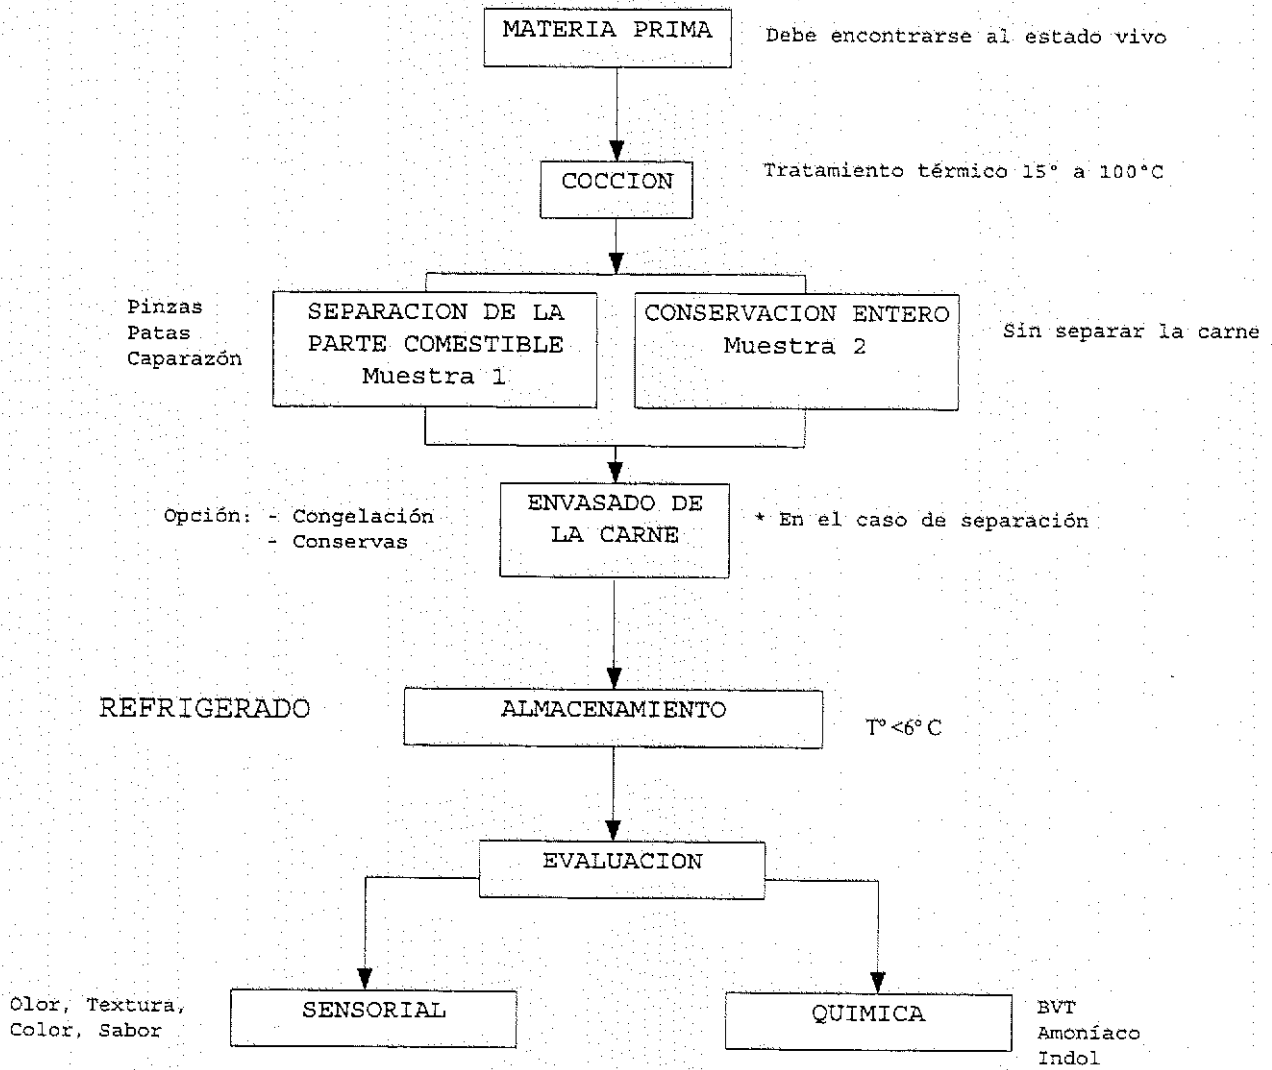 MATERIA PRIMA
Debe encontrarse al estado vivo
COCCION
Tratamiento térmico 15° a 100°C
Pinzas
Patas
Caparazón
SEPARACION DE LA
PARTE COMESTIBLE
Muestra 1
CONSERVACION ENTERO
Muestra 2
Sin separar la carne
Opción: - Congelación
- Conservas
ENVASADO DE
LA CARNE
* En el caso de separación
REFRIGERADO
ALMACENAMIENTO
Tº <6º C
EVALUACION
Olor, Textura,
Color, Sabor
SENSORIAL
QUIMICA
BVT
Amoníaco
Indol